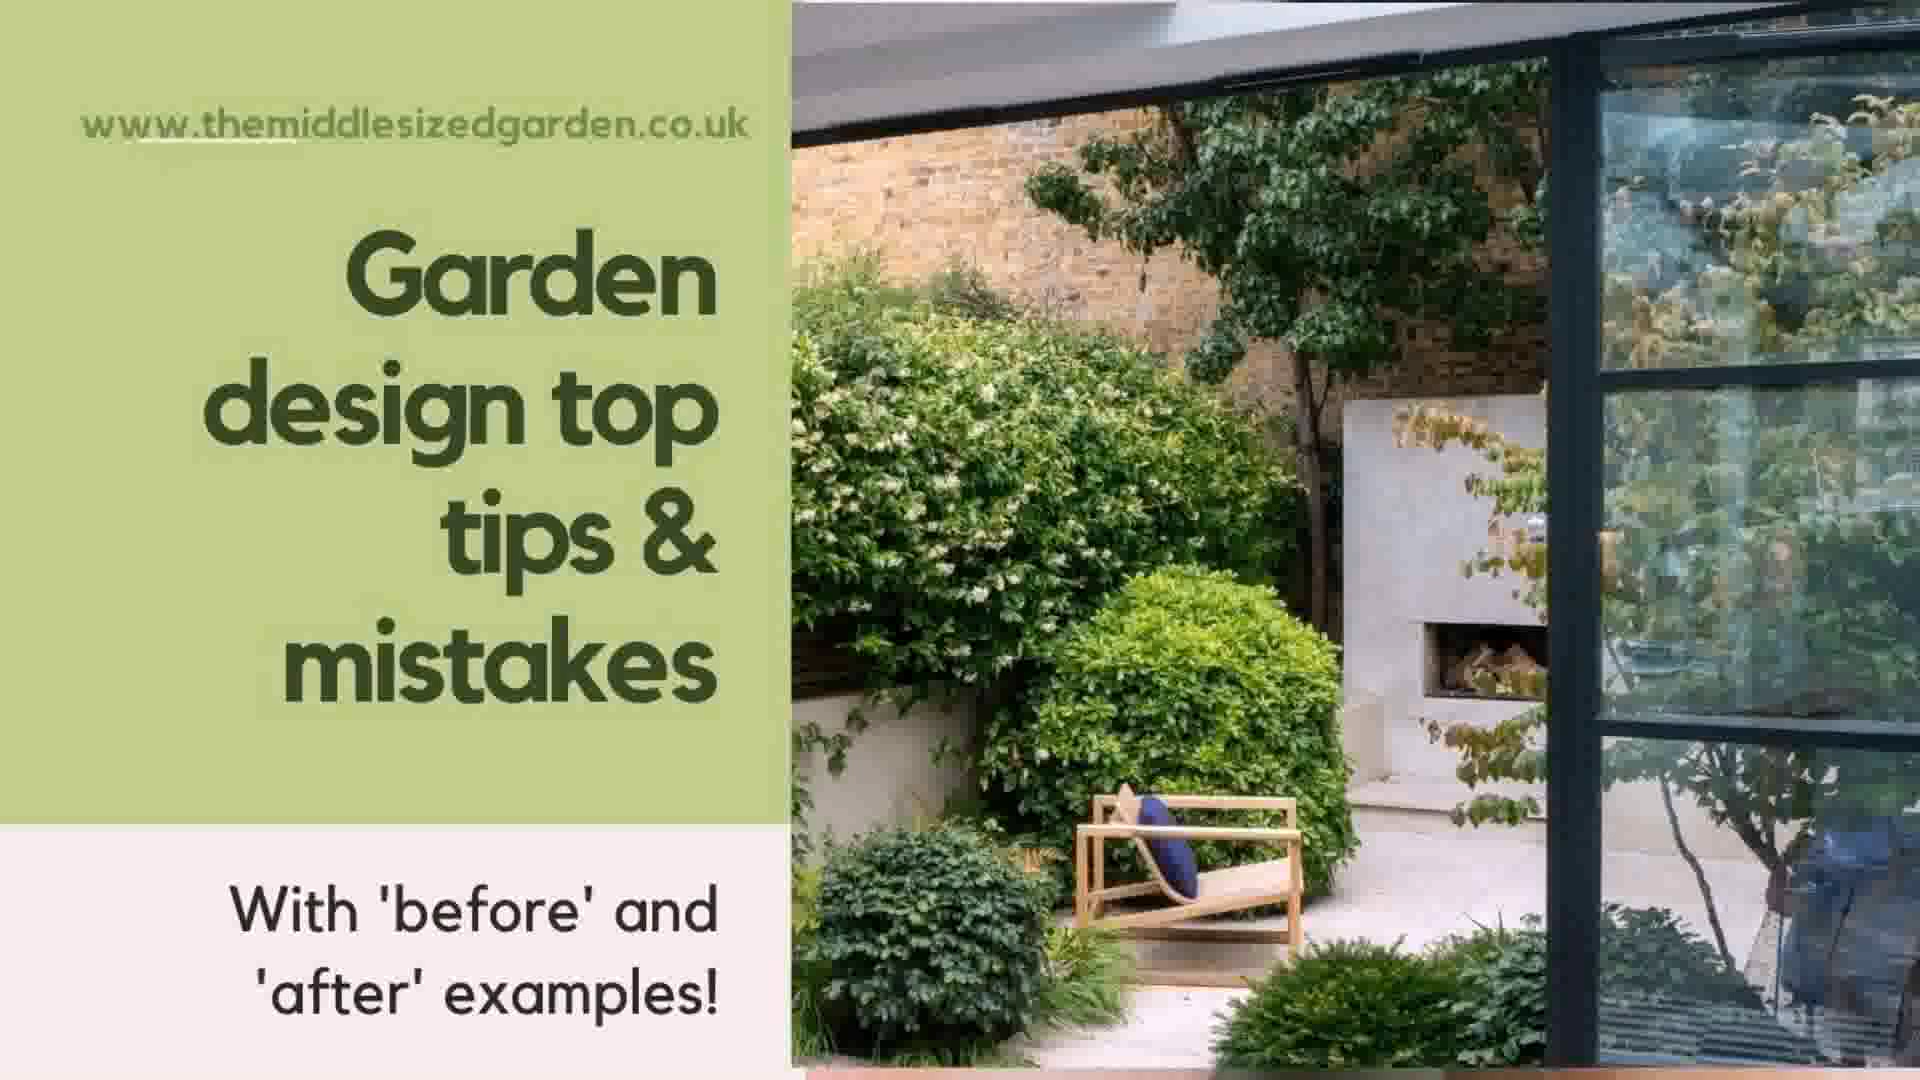 www.themiddlesizedgarden.co.uk
Garden
design top
tips &
mistakes
With 'before' and
'after' examples!